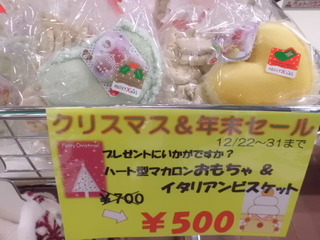 クリスマス&年末セール
12/22〜31まで
プレゼントにいかがですか?
ハート型マカロンおもちゃ &
イタリアンビスケット
Merry Christmas!
¥700
→
¥500